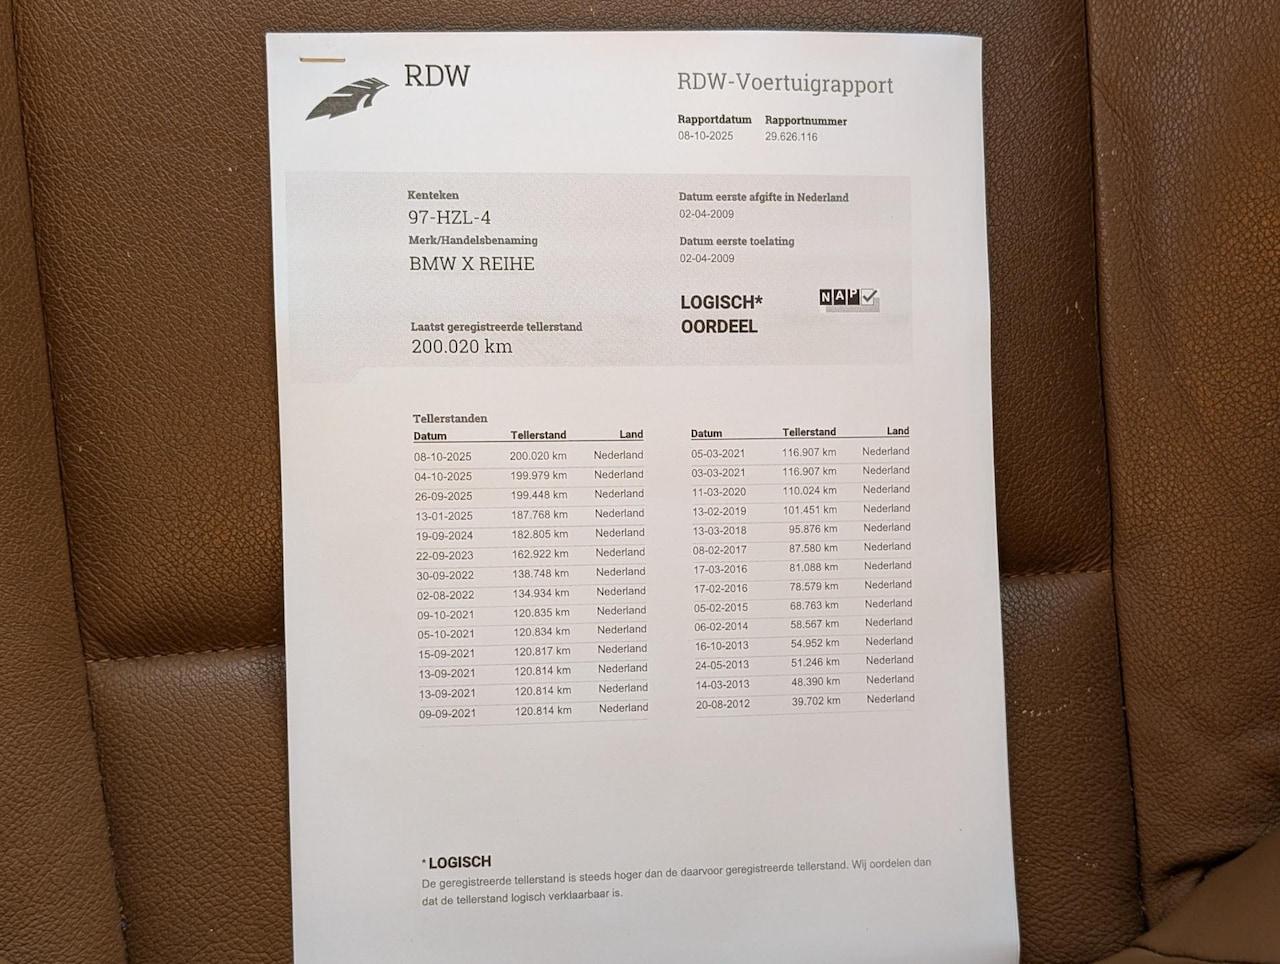 RDW
RDW-Voertuigrapport
Rapportdatum Rapportnummer
08-10-2025 29.626.116
Kenteken
97-HZL-4
Merk/Handelsbenaming
BMW X REIHE
Laatst geregistreerde tellerstand
200.020 km
Datum eerste afgifte in Nederland
02-04-2009
Datum eerste toelating
02-04-2009
LOGISCH*
OORDEEL
NAP
Tellerstanden
Datum Tellerstand Land
08-10-2025 200.020 km Nederland
04-10-2025 199.979 km Nederland
26-09-2025 199.448 km Nederland
13-01-2025 187.768 km Nederland
19-09-2024 182.805 km Nederland
22-09-2023 162.922 km Nederland
30-09-2022 138.748 km Nederland
02-08-2022 134.934 km Nederland
09-10-2021 120.835 km Nederland
05-10-2021 120.834 km Nederland
15-09-2021 120.817 km Nederland
13-09-2021 120.814 km Nederland
13-09-2021 120.814 km Nederland
09-09-2021 120.814 km Nederland
Datum Tellerstand Land
05-03-2021 116.907 km Nederland
03-03-2021 116.907 km Nederland
11-03-2020 110.024 km Nederland
13-02-2019 101.451 km Nederland
13-03-2018 95.876 km Nederland
08-02-2017 87.580 km Nederland
17-03-2016 81.088 km Nederland
17-02-2016 78.579 km Nederland
05-02-2015 68.763 km Nederland
06-02-2014 58.567 km Nederland
16-10-2013 54.952 km Nederland
24-05-2013 51.246 km Nederland
14-03-2013 48.390 km Nederland
20-08-2012 39.702 km Nederland
* LOGISCH
De geregistreerde tellerstand is steeds hoger dan de daarvoor geregistreerde tellerstand. Wij oordelen dan
dat de tellerstand logisch verklaarbaar is.